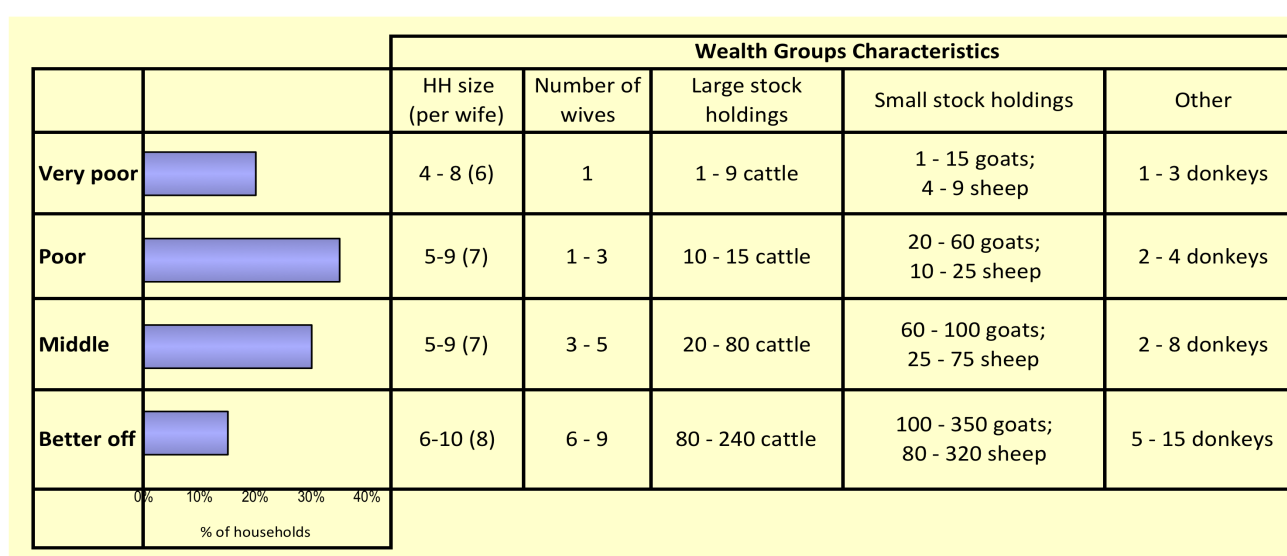 Wealth Groups Characteristics
HH size
(per wife)
Number of
wives
Large stock
holdings
Small stock holdings
Other
Very poor
4 - 8 (6)
1
1 - 9 cattle
1 - 15 goats;
4 - 9 sheep
1 - 3 donkeys
Poor
5-9 (7)
1 - 3
10 - 15 cattle
20 - 60 goats;
10 - 25 sheep
2 - 4 donkeys
Middle
5-9 (7)
3 - 5
20 - 80 cattle
60 - 100 goats;
25 - 75 sheep
2 - 8 donkeys
Better off
6-10 (8)
6 - 9
80 - 240 cattle
100 - 350 goats;
80 - 320 sheep
5 - 15 donkeys
0% 10% 20% 30% 40%
% of households